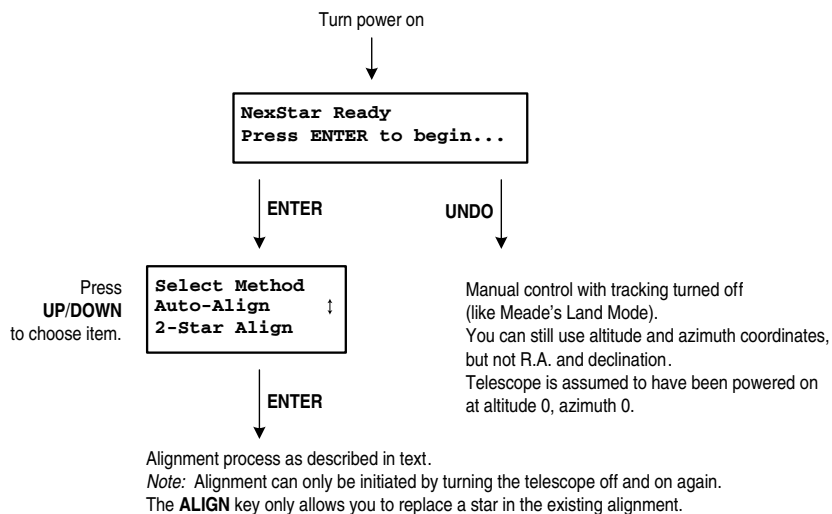 Turn power on
NexStar Ready
Press ENTER to begin...
ENTER
UNDO
Press
UP/DOWN
to choose item.
Select Method
Auto-Align ↕
2-Star Align
Manual control with tracking turned off
(like Meade's Land Mode).
You can still use altitude and azimuth coordinates,
but not R.A. and declination.
Telescope is assumed to have been powered on
at altitude 0, azimuth 0.
ENTER
Alignment process as described in text.
Note: Alignment can only be initiated by turning the telescope off and on again.
The ALIGN key only allows you to replace a star in the existing alignment.